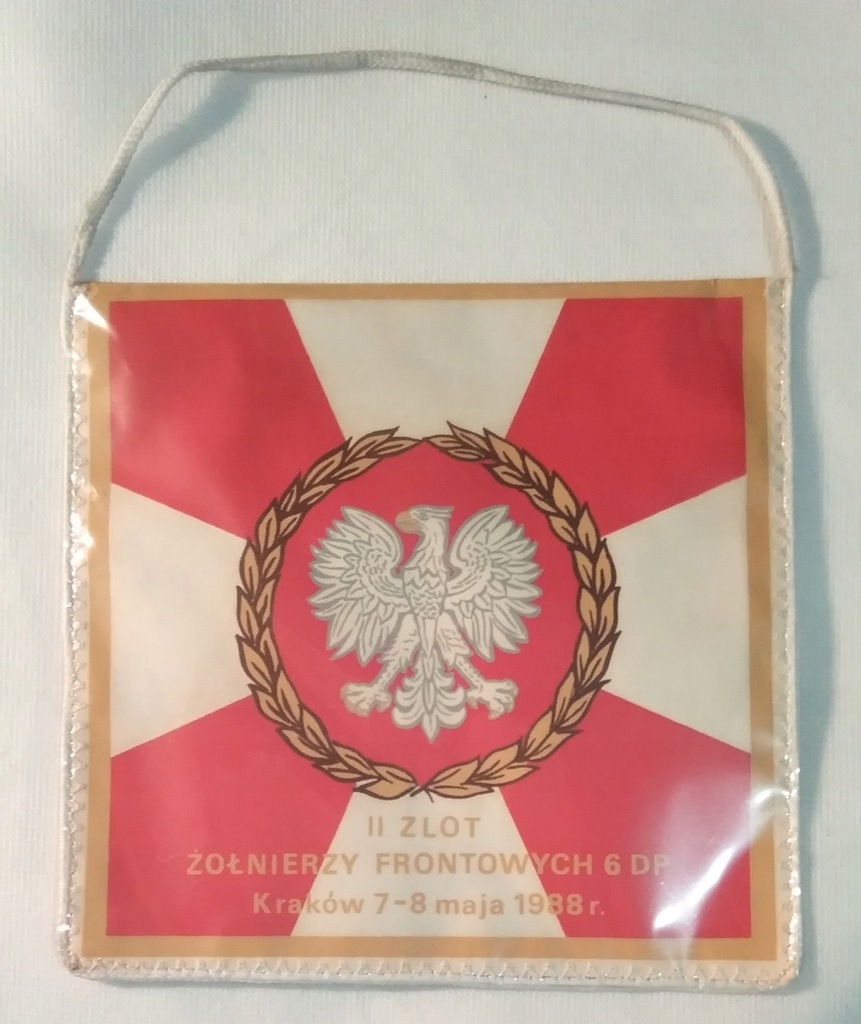 II ZLOT
ŻOŁNIERZY FRONTOWYCH 6 DP
Kraków 7-8 maja 1988 r.